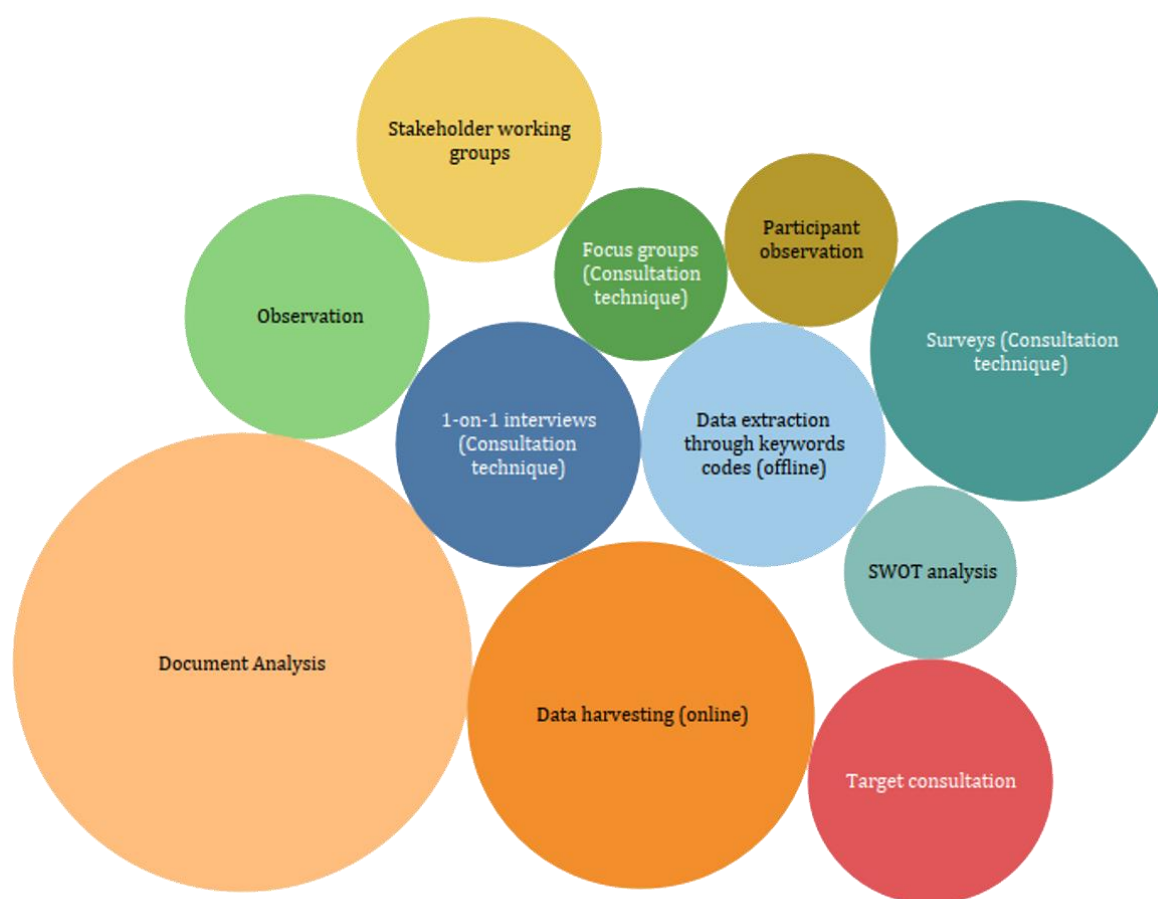 Stakeholder working
groups
Participant
observation
Focus groups
(Consultation
technique)
Observation
Surveys (Consultation
technique)
1-on-1 interviews
(Consultation
technique)
Data extraction
through keywords
codes (offline)
SWOT analysis
Document Analysis
Data harvesting (online)
Target consultation